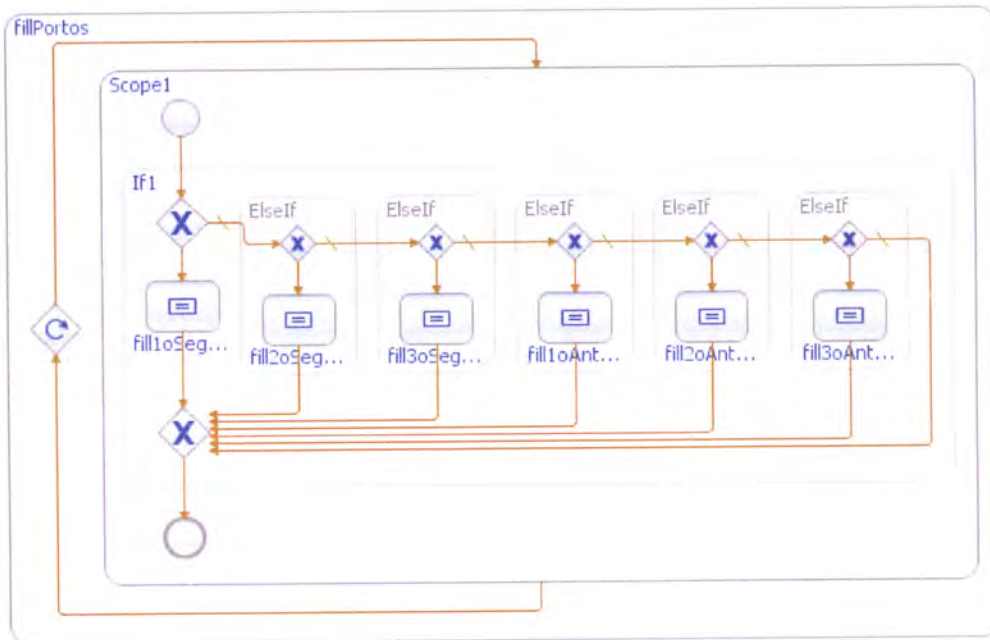 fillPortos
Scope1
If1
ElseIf
ElseIf
ElseIf
ElseIf
ElseIf
fill1oSeg...
fill2oSeg...
fill3oSeg...
fill1oAnt...
fill2oAnt...
fill3oAnt...